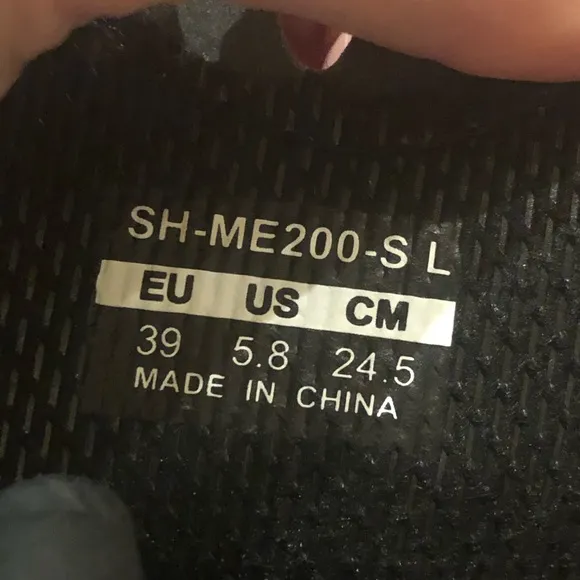 SH-ME200-S L
EU US CM
39 5.8 24.5
MADE IN CHINA